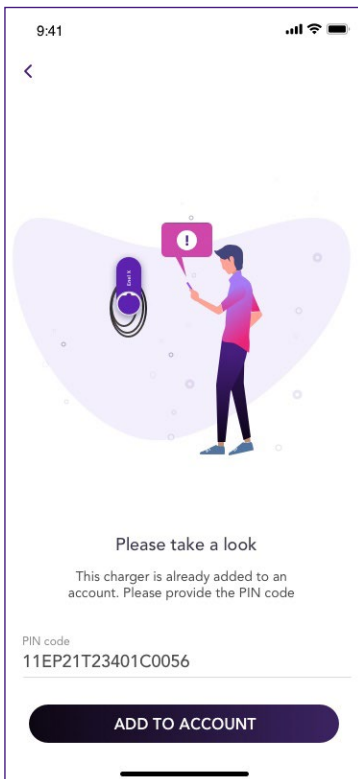 9:41
Enel X
!
Please take a look
This charger is already added to an
account. Please provide the PIN code
PIN code
11EP21T23401C0056
ADD TO ACCOUNT